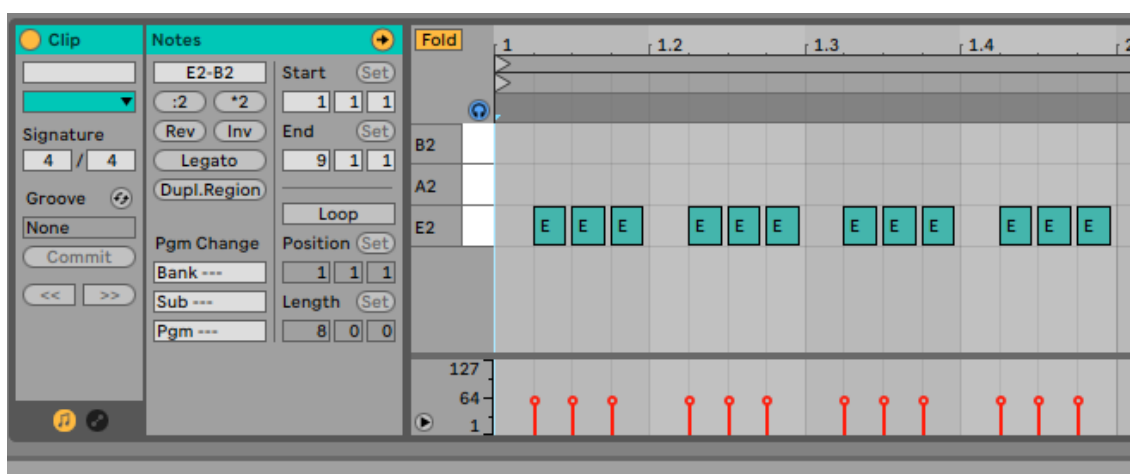 Clip
Signature
4 / 4
Groove
None
Commit
<< >>
Notes
E2-B2
:2 *2
Rev Inv
Legato
Dupl.Region
Pgm Change
Bank ---
Sub ---
Pgm ---
Start Set
1 1 1
End Set
9 1 1
Loop
Position Set
1 1 1
Length Set
8 0 0
Fold
1 1.2 1.3 1.4 2
B2
A2
E2 E E E E E E E E E E E E
127
64
1